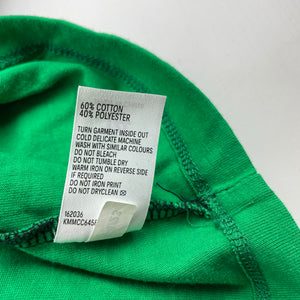 60% COTTON
40% POLYESTER
TURN GARMENT INSIDE OUT
COLD DELICATE MACHINE
WASH WITH SIMILAR COLOURS
DO NOT BLEACH
DO NOT TUMBLE DRY
WARM IRON ON REVERSE SIDE
IF REQUIRED
DO NOT IRON PRINT
DO NOT DRYCLEAN
162036